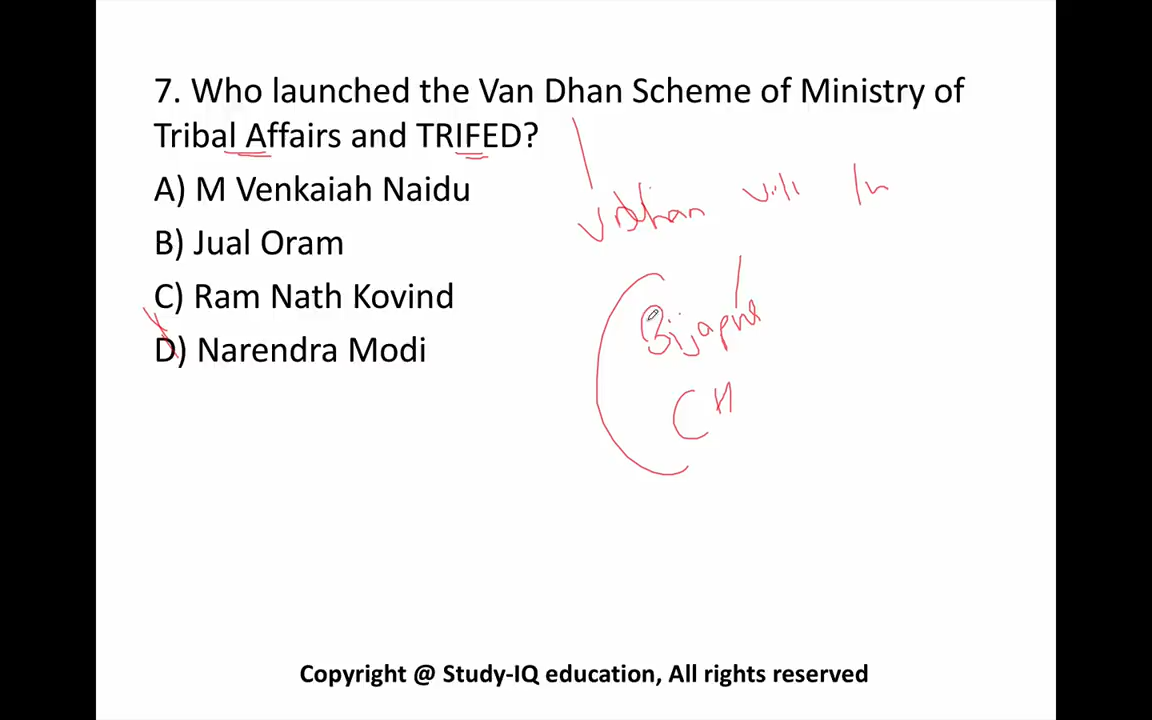 7. Who launched the Van Dhan Scheme of Ministry of
Tribal Affairs and TRIFED?
A) M Venkaiah Naidu
B) Jual Oram
C) Ram Nath Kovind
D) Narendra Modi
Bijapur
CH
Copyright @ Study-IQ education, All rights reserved